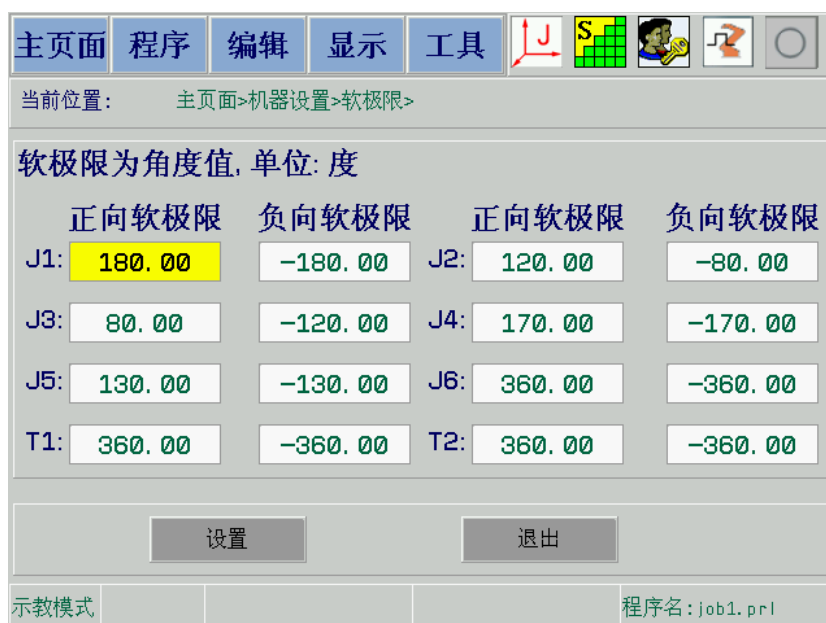 主页面 程序 编辑 显示 工具 J S
当前位置: 主页面>机器设置>软极限>
软极限为角度值, 单位: 度
正向软极限 负向软极限 正向软极限 负向软极限
J1: 180.00 -180.00 J2: 120.00 -80.00
J3: 80.00 -120.00 J4: 170.00 -170.00
J5: 130.00 -130.00 J6: 360.00 -360.00
T1: 360.00 -360.00 T2: 360.00 -360.00
设置 退出
示教模式 程序名:job1.prl